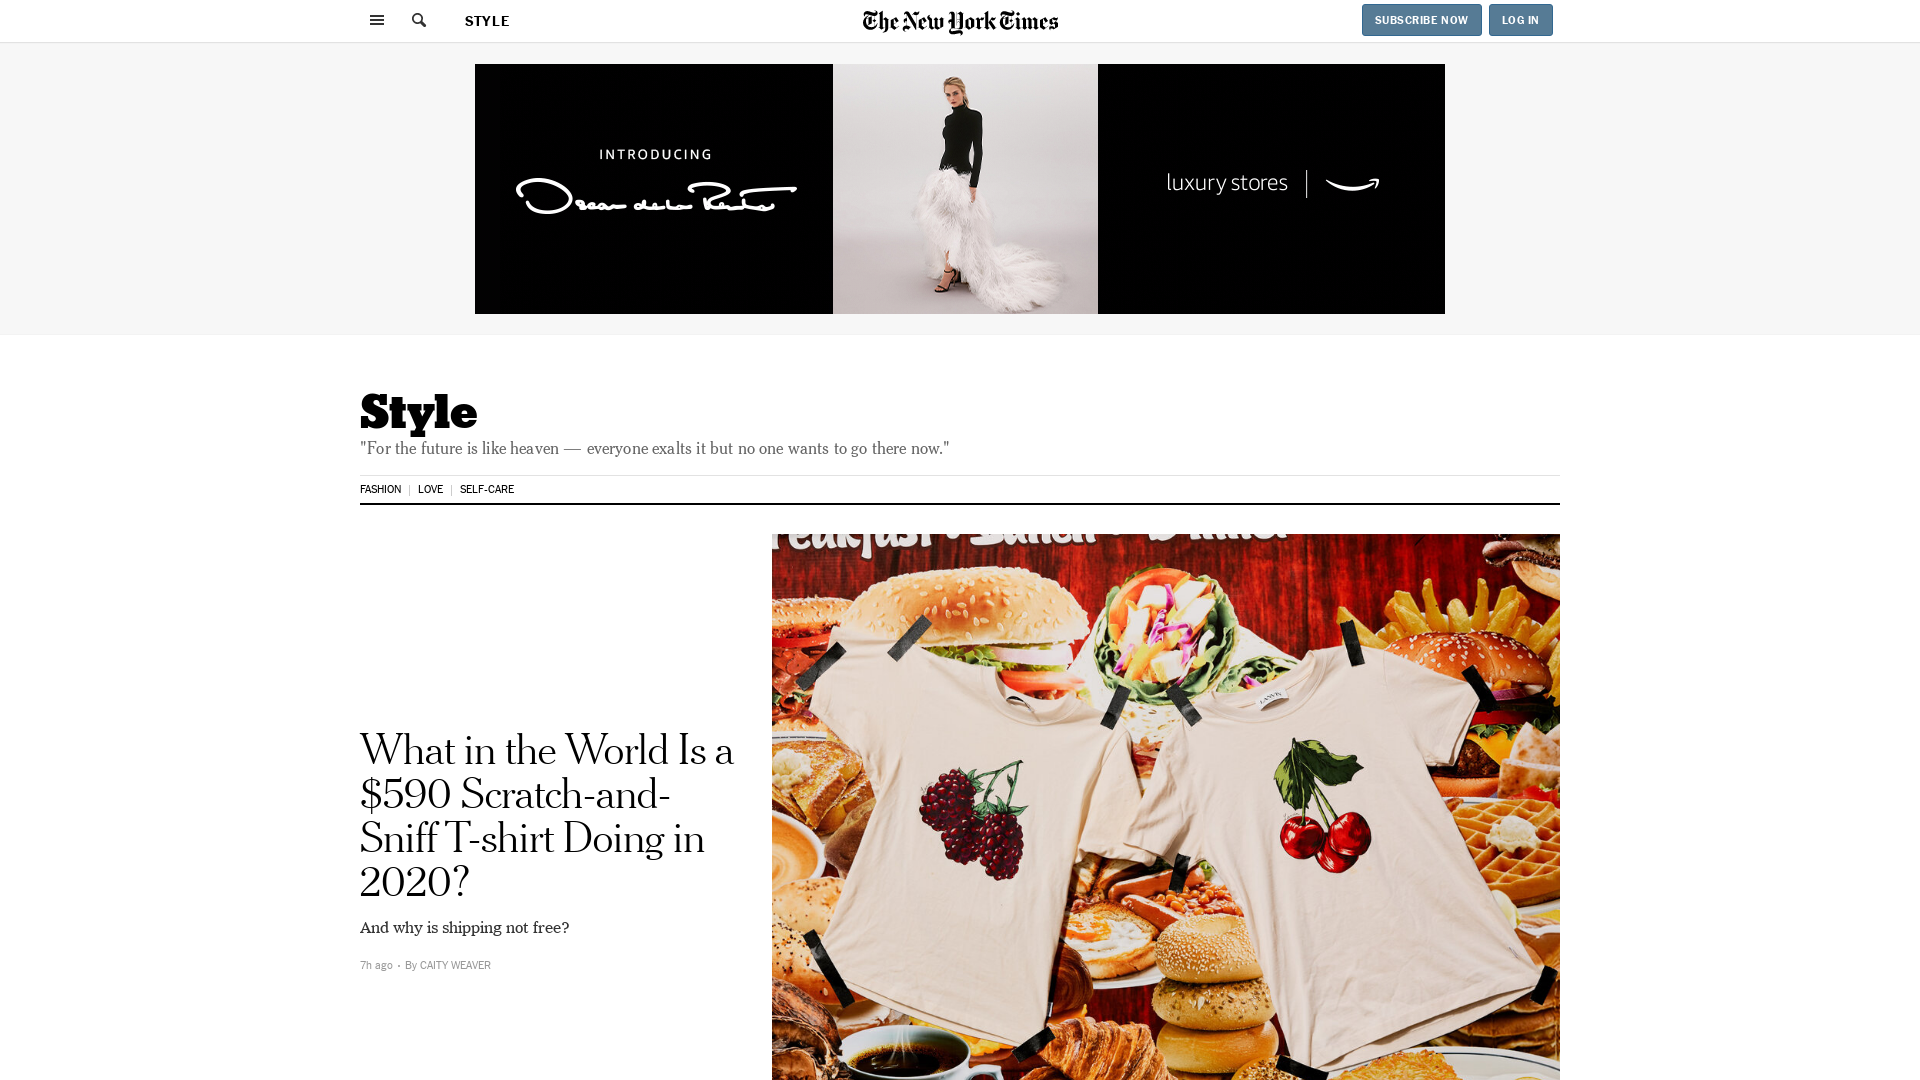 STYLE
The New York Times
SUBSCRIBE NOW
LOG IN
INTRODUCING
Oscar de la Renta
luxury stores
Style
"For the future is like heaven — everyone exalts it but no one wants to go there now."
FASHION
LOVE
SELF-CARE
What in the World Is a
$590 Scratch-and-
Sniff T-shirt Doing in
2020?
And why is shipping not free?
7h ago • By CAITY WEAVER